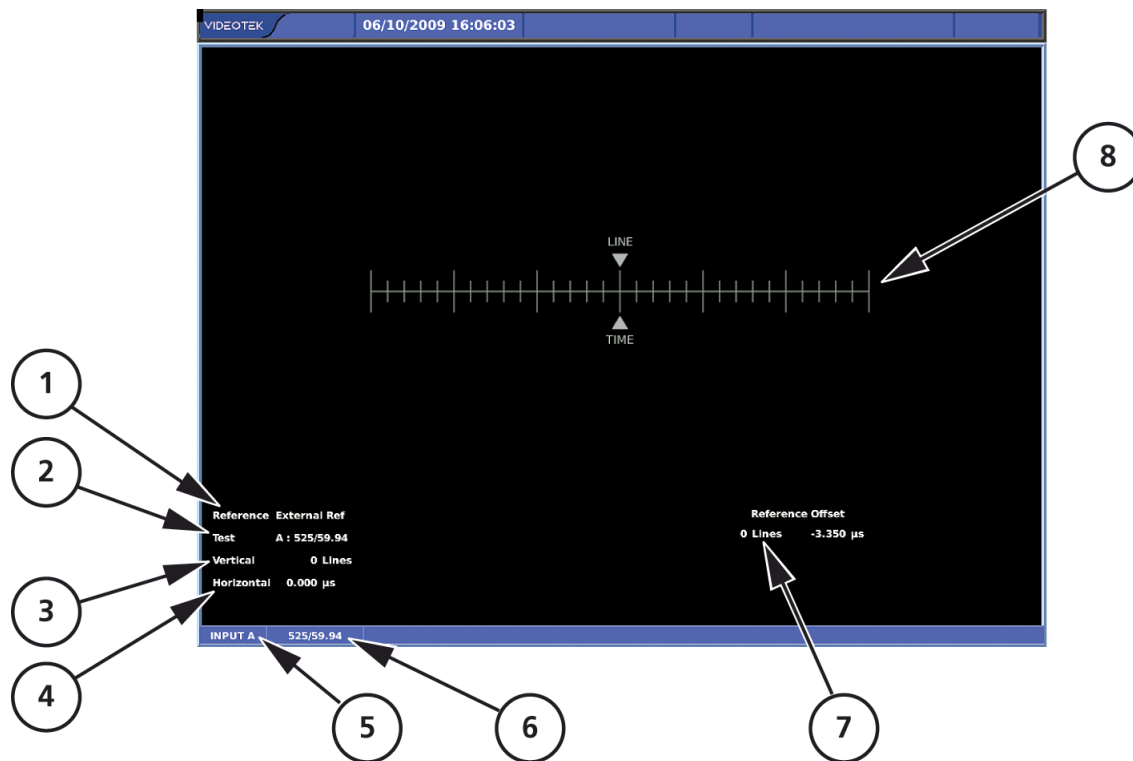 VIDEOTEK 06/10/2009 16:06:03
8
LINE
TIME
1
2
3
4
Reference External Ref
Test A : 525/59.94
Vertical 0 Lines
Horizontal 0.000 µs
Reference Offset
0 Lines -3.350 µs
INPUT A 525/59.94
5
6
7